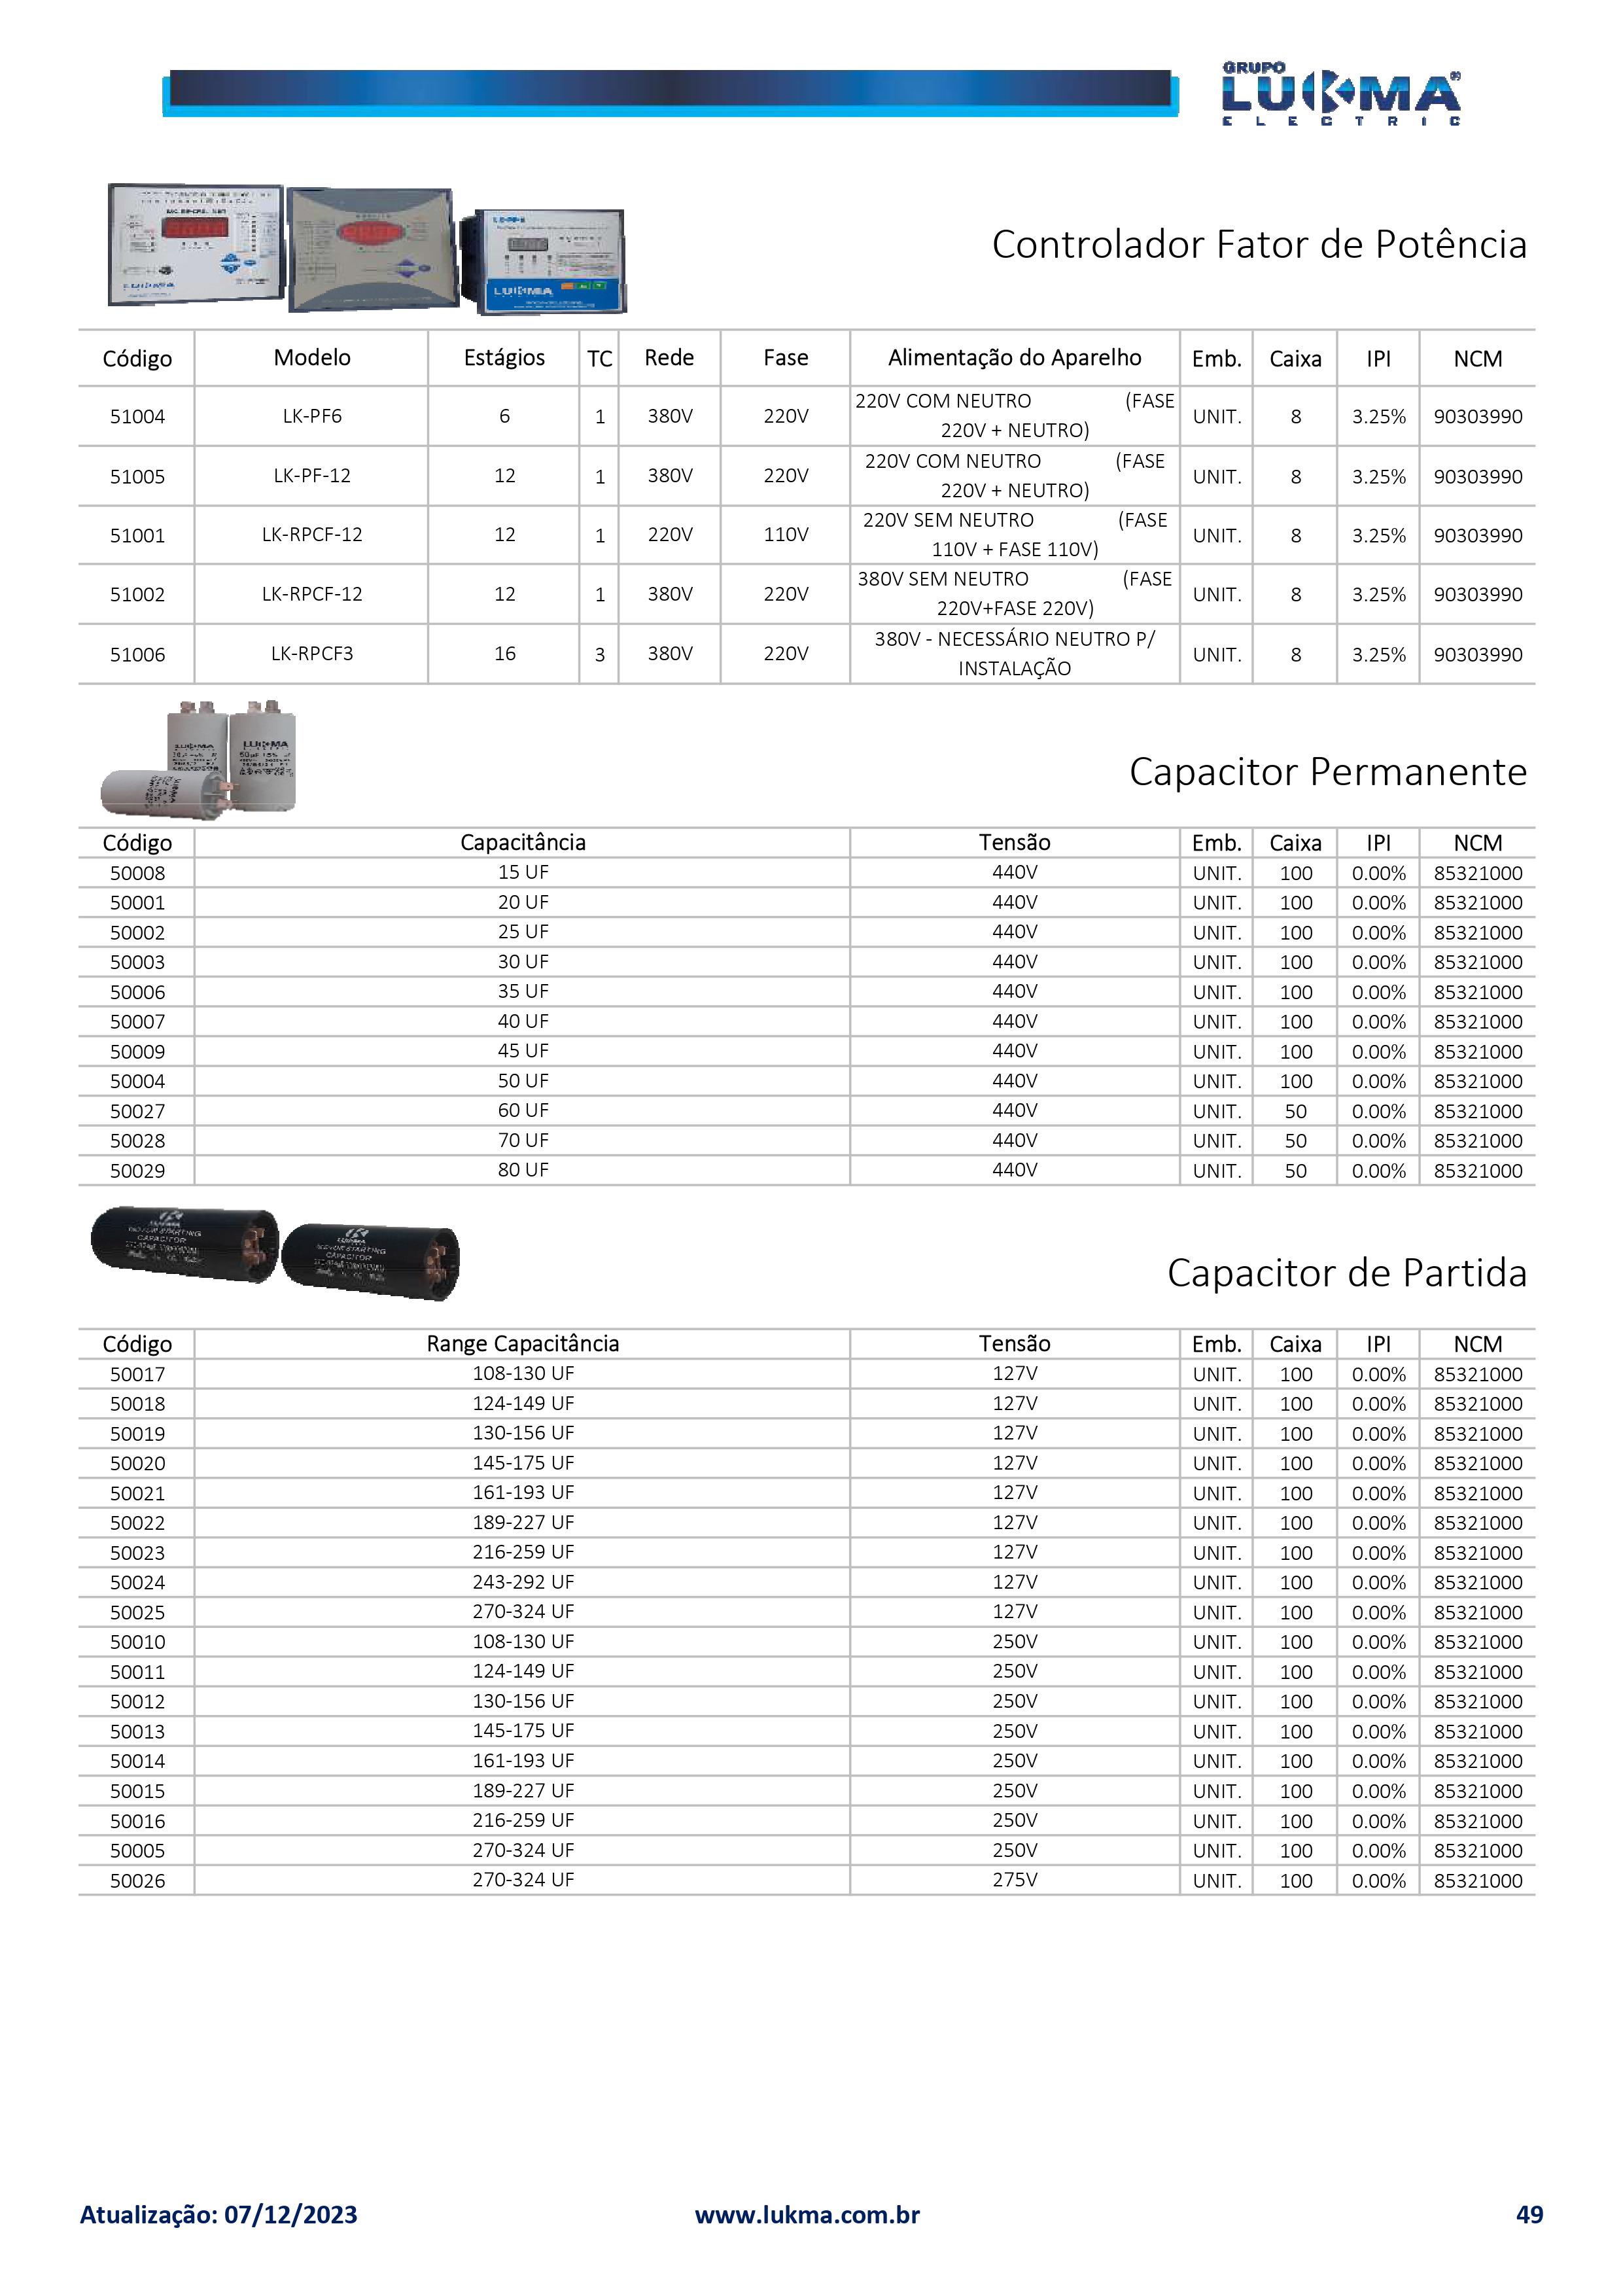 GRUPO
LUKMA®
ELECTRIC
Controlador Fator de Potência
Código Modelo Estágios TC Rede Fase Alimentação do Aparelho Emb. Caixa IPI NCM
51004 LK-PF6 6 1 380V 220V 220V COM NEUTRO (FASE 220V + NEUTRO) UNIT. 8 3.25% 90303990
51005 LK-PF-12 12 1 380V 220V 220V COM NEUTRO (FASE 220V + NEUTRO) UNIT. 8 3.25% 90303990
51001 LK-RPCF-12 12 1 220V 110V 220V SEM NEUTRO (FASE 110V + FASE 110V) UNIT. 8 3.25% 90303990
51002 LK-RPCF-12 12 1 380V 220V 380V SEM NEUTRO (FASE 220V+FASE 220V) UNIT. 8 3.25% 90303990
51006 LK-RPCF3 16 3 380V 220V 380V - NECESSÁRIO NEUTRO P/ INSTALAÇÃO UNIT. 8 3.25% 90303990
Capacitor Permanente
Código Capacitância Tensão Emb. Caixa IPI NCM
50008 15 UF 440V UNIT. 100 0.00% 85321000
50001 20 UF 440V UNIT. 100 0.00% 85321000
50002 25 UF 440V UNIT. 100 0.00% 85321000
50003 30 UF 440V UNIT. 100 0.00% 85321000
50006 35 UF 440V UNIT. 100 0.00% 85321000
50007 40 UF 440V UNIT. 100 0.00% 85321000
50009 45 UF 440V UNIT. 100 0.00% 85321000
50004 50 UF 440V UNIT. 100 0.00% 85321000
50027 60 UF 440V UNIT. 50 0.00% 85321000
50028 70 UF 440V UNIT. 50 0.00% 85321000
50029 80 UF 440V UNIT. 50 0.00% 85321000
Capacitor de Partida
Código Range Capacitância Tensão Emb. Caixa IPI NCM
50017 108-130 UF 127V UNIT. 100 0.00% 85321000
50018 124-149 UF 127V UNIT. 100 0.00% 85321000
50019 130-156 UF 127V UNIT. 100 0.00% 85321000
50020 145-175 UF 127V UNIT. 100 0.00% 85321000
50021 161-193 UF 127V UNIT. 100 0.00% 85321000
50022 189-227 UF 127V UNIT. 100 0.00% 85321000
50023 216-259 UF 127V UNIT. 100 0.00% 85321000
50024 243-292 UF 127V UNIT. 100 0.00% 85321000
50025 270-324 UF 127V UNIT. 100 0.00% 85321000
50010 108-130 UF 250V UNIT. 100 0.00% 85321000
50011 124-149 UF 250V UNIT. 100 0.00% 85321000
50012 130-156 UF 250V UNIT. 100 0.00% 85321000
50013 145-175 UF 250V UNIT. 100 0.00% 85321000
50014 161-193 UF 250V UNIT. 100 0.00% 85321000
50015 189-227 UF 250V UNIT. 100 0.00% 85321000
50016 216-259 UF 250V UNIT. 100 0.00% 85321000
50005 270-324 UF 250V UNIT. 100 0.00% 85321000
50026 270-324 UF 275V UNIT. 100 0.00% 85321000
Atualização: 07/12/2023 www.lukma.com.br 49